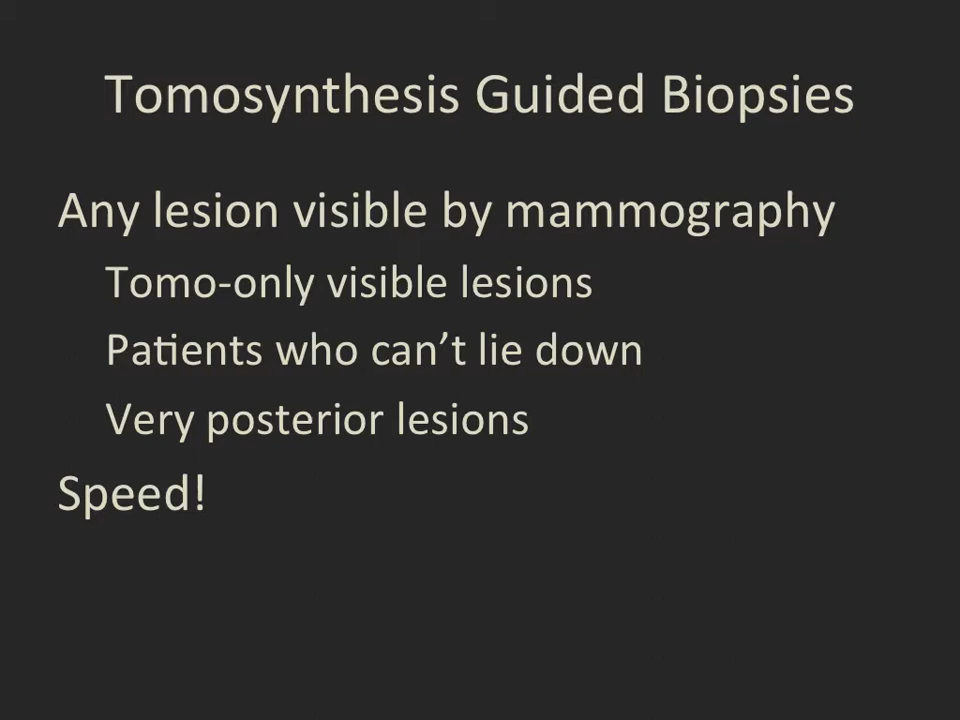 Tomosynthesis Guided Biopsies
Any lesion visible by mammography
Tomo-only visible lesions
Patients who can’t lie down
Very posterior lesions
Speed!